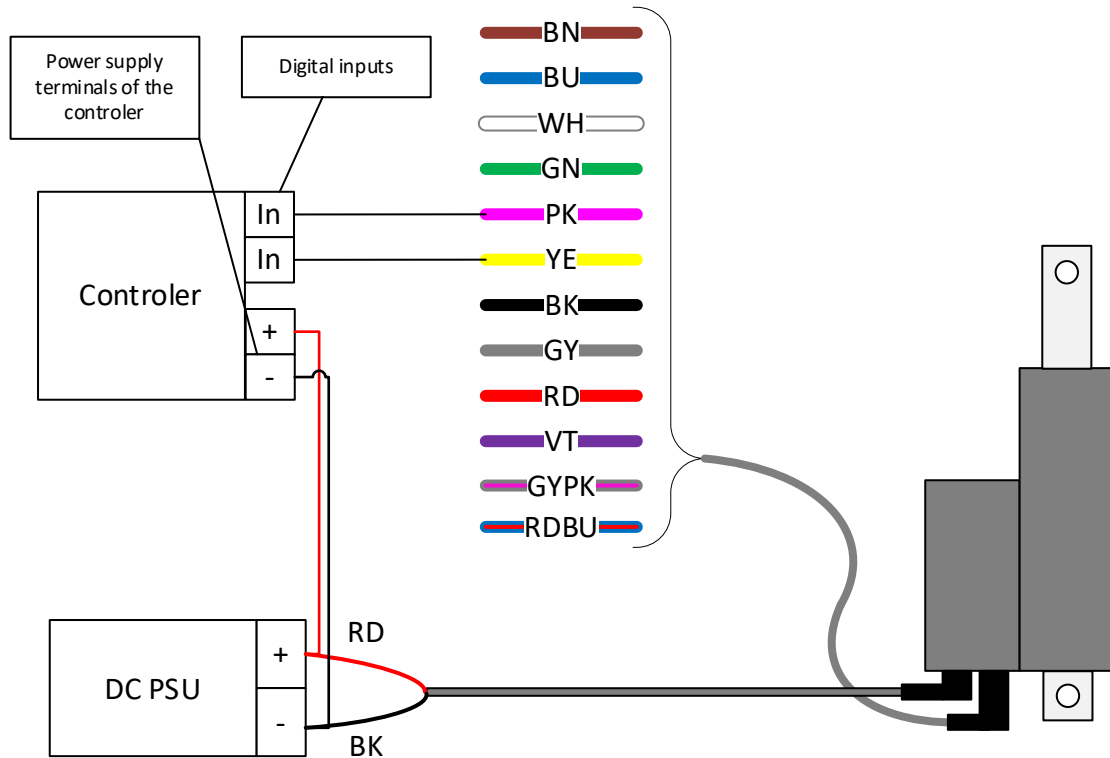 Power supply
terminals of the
controler
Digital inputs
BN
BU
WH
GN
PK
YE
BK
GY
RD
VT
GYPK
RDBU
In
In
Controler
+
-
DC PSU
+
-
RD
BK